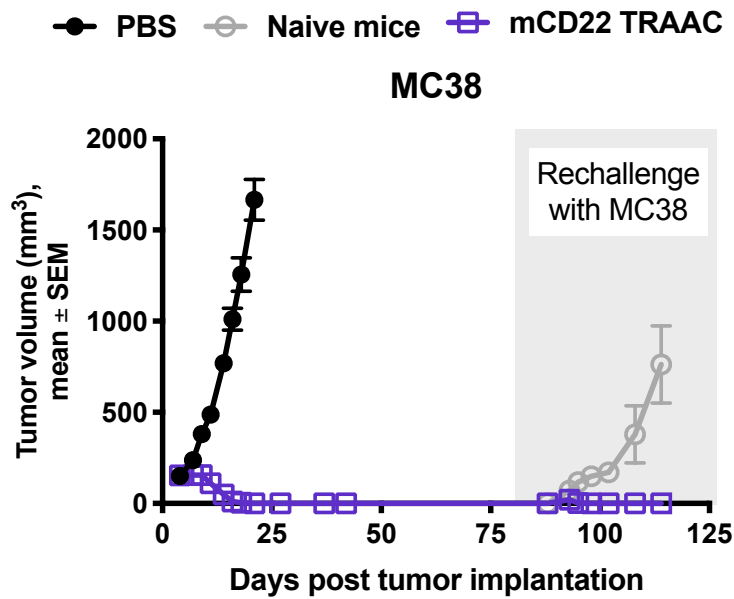 PBS Naive mice mCD22 TRAAC
MC38
2000
1500
1000
500
0
Tumor volume (mm³),
mean ± SEM
Rechallenge
with MC38
0 25 50 75 100 125
Days post tumor implantation